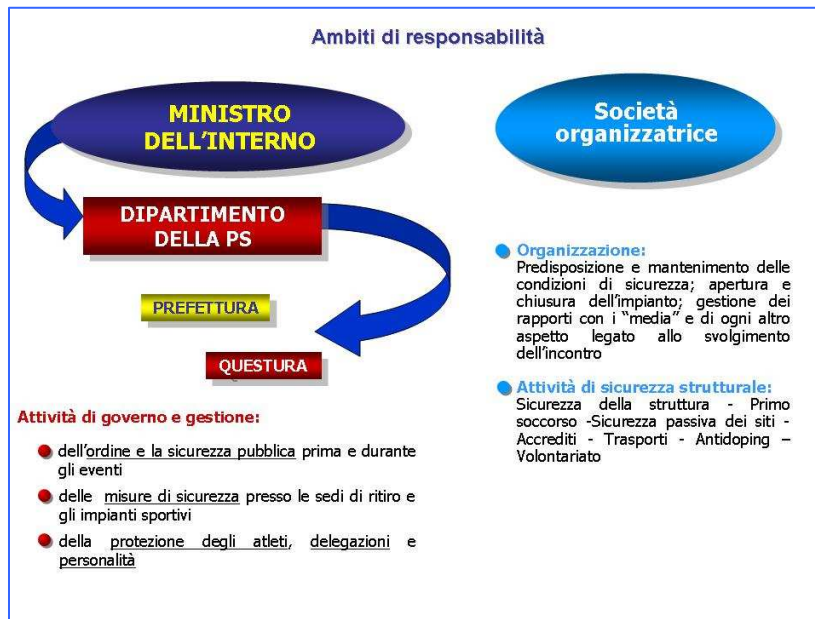 Ambiti di responsabilità
MINISTRO
DELL'INTERNO
DIPARTIMENTO
DELLA PS
PREFETTURA
QUESTURA
Attività di governo e gestione:
dell'ordine e la sicurezza pubblica prima e durante
gli eventi
delle misure di sicurezza presso le sedi di ritiro e
gli impianti sportivi
della protezione degli atleti, delegazioni e
personalità
Società
organizzatrice
Organizzazione:
Predisposizione e mantenimento delle
condizioni di sicurezza; apertura e
chiusura dell'impianto; gestione dei
rapporti con i "media" e di ogni altro
aspetto legato allo svolgimento
dell'incontro
Attività di sicurezza strutturale:
Sicurezza della struttura - Primo
soccorso -Sicurezza passiva dei siti -
Accrediti - Trasporti - Antidoping –
Volontariato